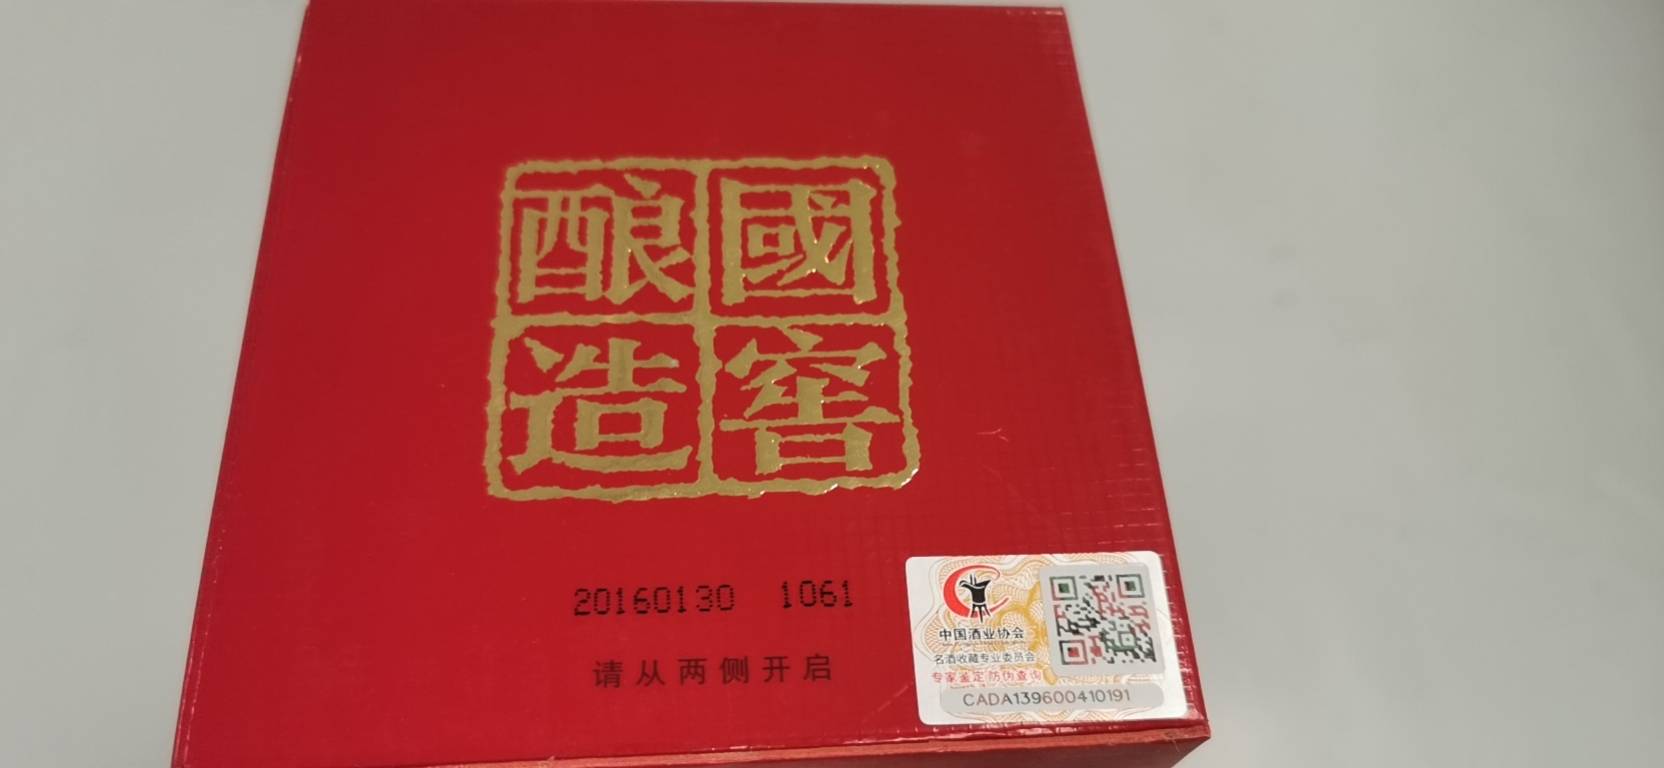 國窖
酿造
20160130 1061
请从两侧开启
中国酒业协会
名酒收藏专业委员会
专家鉴定 防伪查询
CADA139600410191